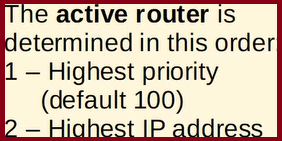 The active router is
determined in this order:
1 – Highest priority
(default 100)
2 – Highest IP address